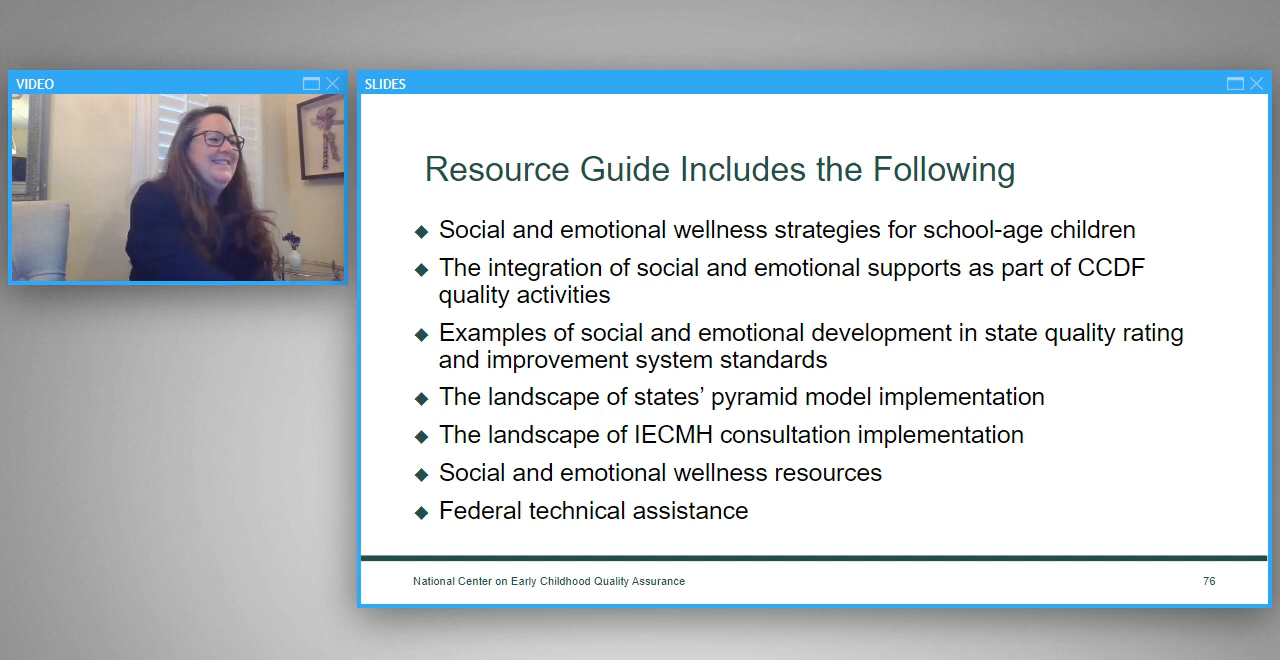 VIDEO
SLIDES
Resource Guide Includes the Following
Social and emotional wellness strategies for school-age children
The integration of social and emotional supports as part of CCDF
quality activities
Examples of social and emotional development in state quality rating
and improvement system standards
The landscape of states’ pyramid model implementation
The landscape of IECMH consultation implementation
Social and emotional wellness resources
Federal technical assistance
National Center on Early Childhood Quality Assurance
76